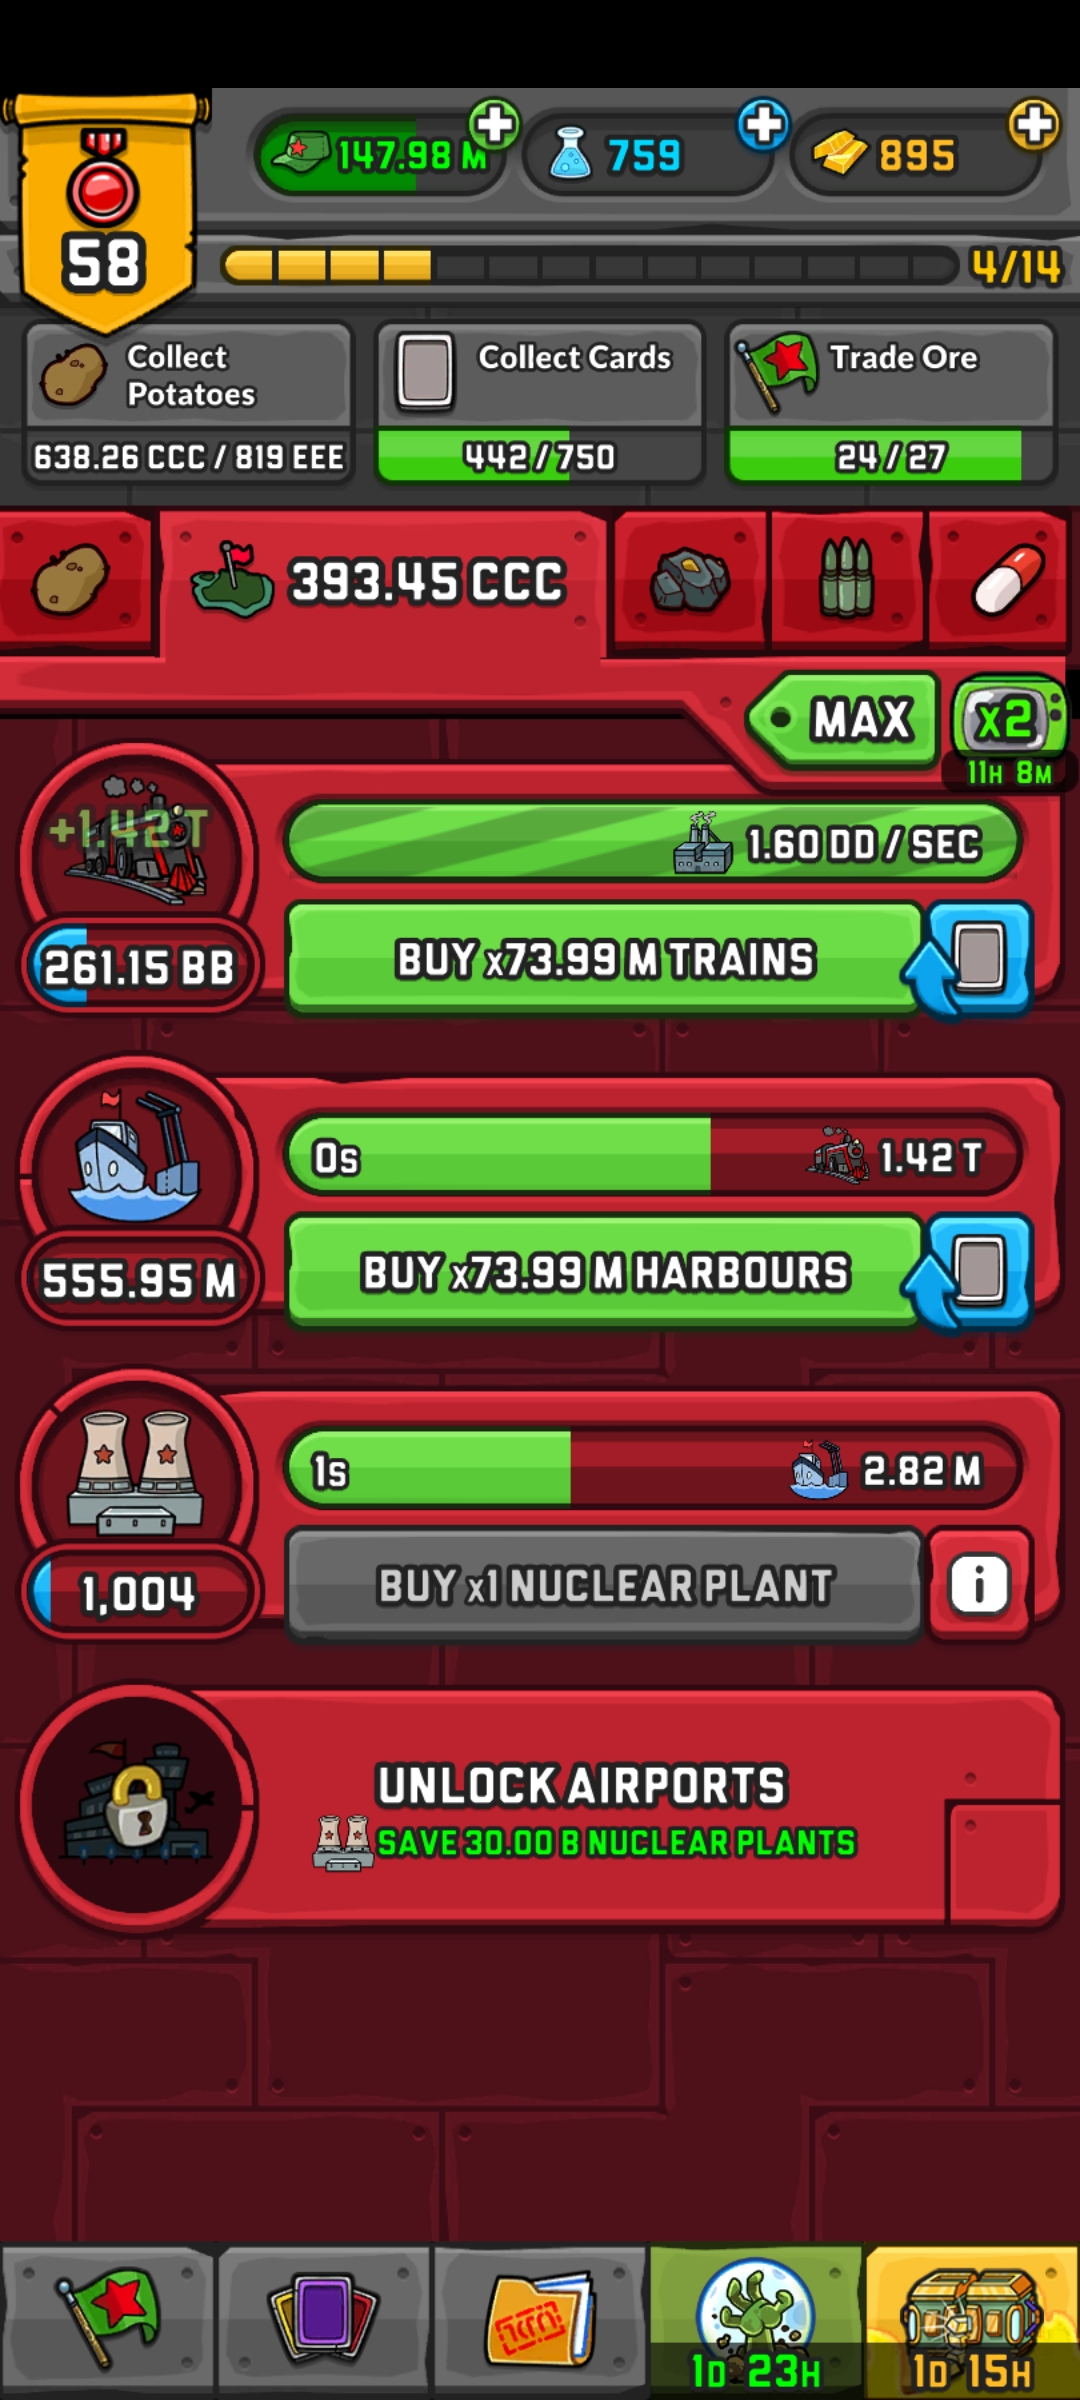 58
147.98 M
759
895
4/14
Collect
Potatoes
638.26 CCC / 819 EEE
Collect Cards
442/750
Trade Ore
24/27
393.45 CCC
MAX
x2
11H 8M
+1.42 T
1.60 DD / SEC
261.15 BB
BUY x73.99 M TRAINS
0s
1.42 T
555.95 M
BUY x73.99 M HARBOURS
1s
2.82 M
1,004
BUY x1 NUCLEAR PLANT
i
UNLOCK AIRPORTS
SAVE 30.00 B NUCLEAR PLANTS
1D 23H
1D 15H